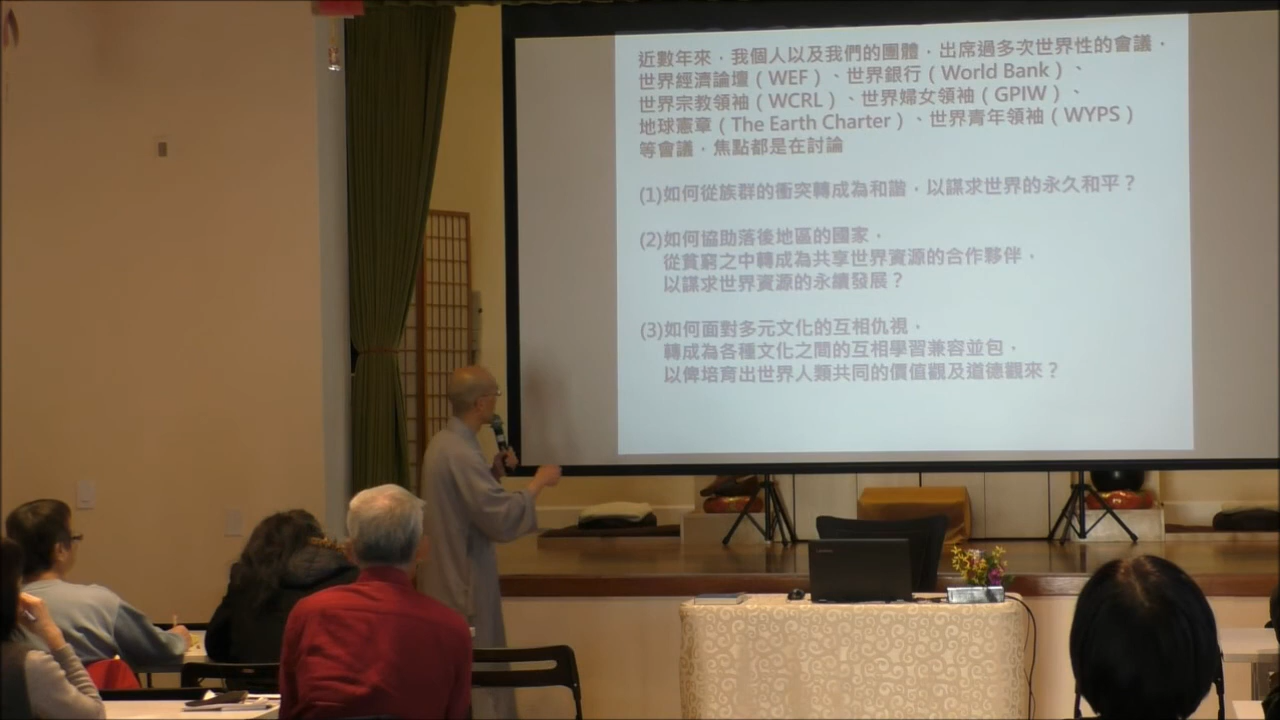 近數年來，我個人以及我們的團體，出席過多次世界性的會議，
世界經濟論壇（WEF）、世界銀行（World Bank）、
世界宗教領袖（WCRL）、世界婦女領袖（GPIW）、
地球憲章（The Earth Charter）、世界青年領袖（WYPS）
等會議，焦點都是在討論
(1)如何從族群的衝突轉成為和諧，以謀求世界的永久和平？
(2)如何協助落後地區的國家，
從貧窮之中轉成為共享世界資源的合作夥伴，
以謀求世界資源的永續發展？
(3)如何面對多元文化的互相仇視，
轉成為各種文化之間的互相學習兼容並包，
以俾培育出世界人類共同的價值觀及道德觀來？